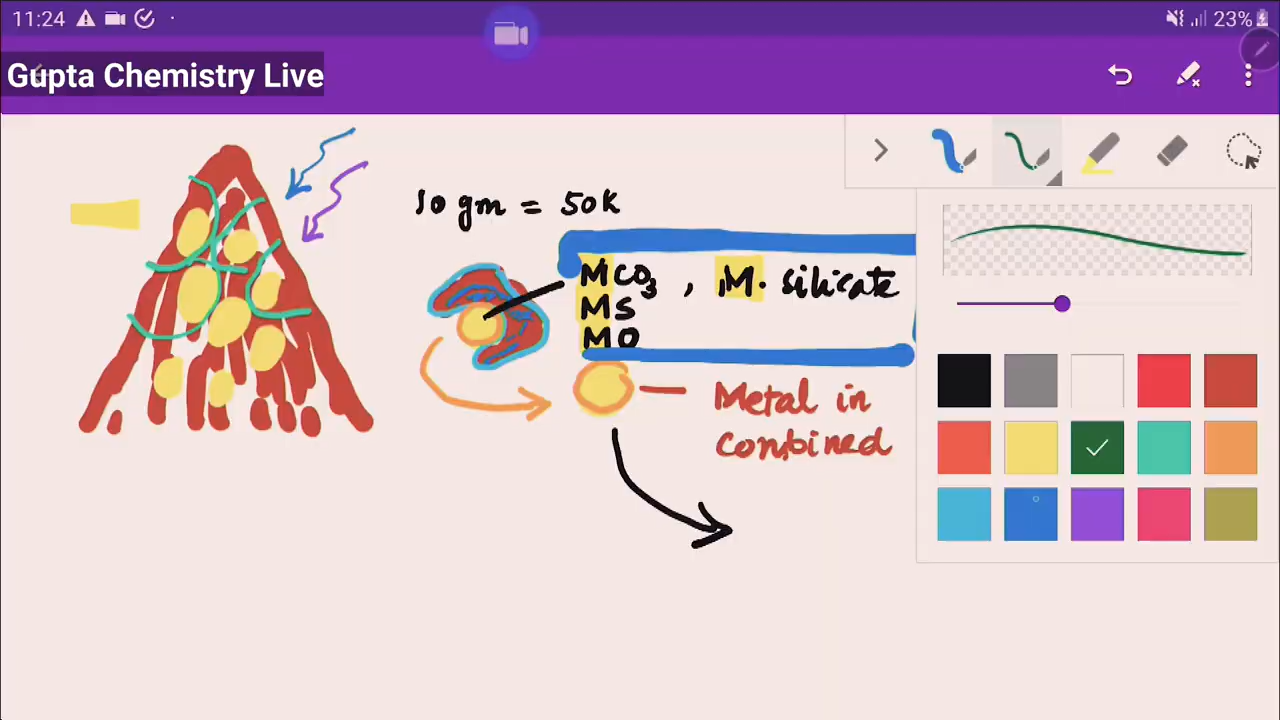 11:24
23%
Gupta Chemistry Live
10 gm = 50K
MCO3 , M. silicate
MS
MO
Metal in
combined